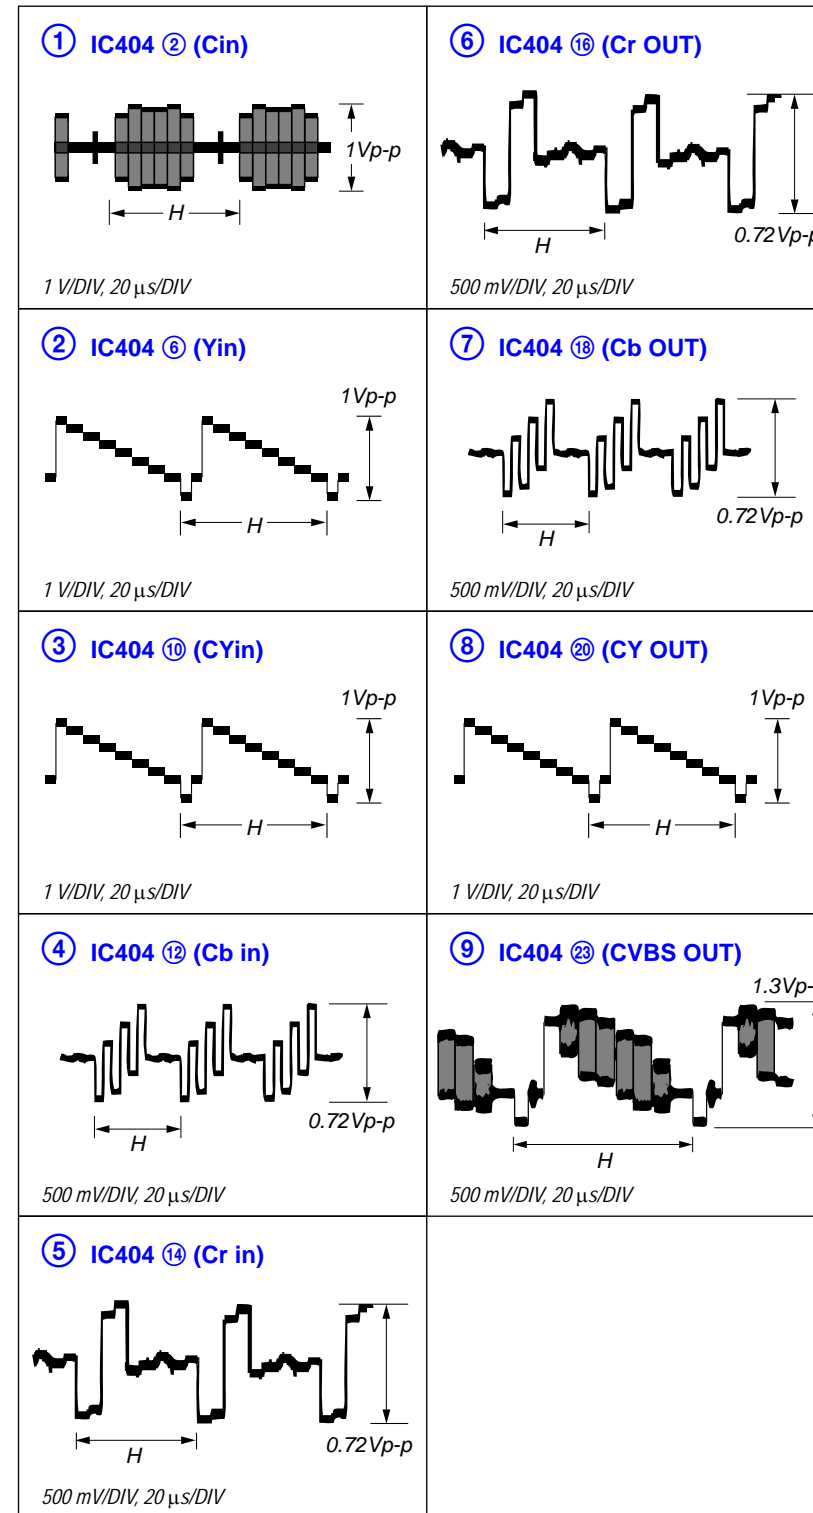 ① IC404 ② (Cin)
1Vp-p
H
1 V/DIV, 20 µs/DIV
② IC404 ⑥ (Yin)
1Vp-p
H
1 V/DIV, 20 µs/DIV
③ IC404 ⑩ (CYin)
1Vp-p
H
1 V/DIV, 20 µs/DIV
④ IC404 ⑫ (Cb in)
0.72Vp-p
H
500 mV/DIV, 20 µs/DIV
⑤ IC404 ⑭ (Cr in)
0.72Vp-p
H
500 mV/DIV, 20 µs/DIV
⑥ IC404 ⑯ (Cr OUT)
0.72Vp-p
H
500 mV/DIV, 20 µs/DIV
⑦ IC404 ⑱ (Cb OUT)
0.72Vp-p
H
500 mV/DIV, 20 µs/DIV
⑧ IC404 ⑳ (CY OUT)
1Vp-p
H
1 V/DIV, 20 µs/DIV
⑨ IC404 ㉓ (CVBS OUT)
1.3Vp-
H
500 mV/DIV, 20 µs/DIV